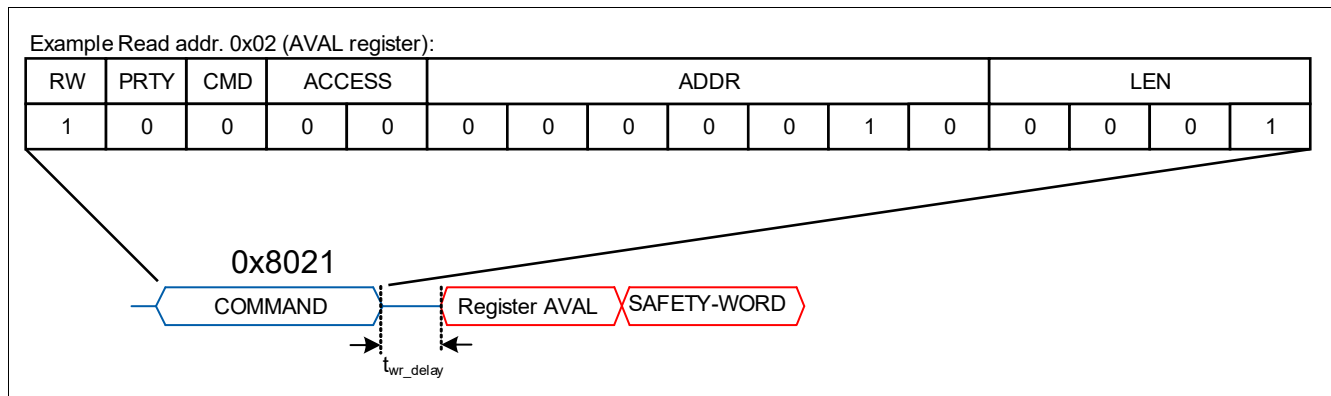 Example Read addr. 0x02 (AVAL register):
RW PRTY CMD ACCESS ADDR LEN
1 0 0 0 0 0 0 0 0 0 1 0 0 0 0 1
0x8021
COMMAND Register AVAL SAFETY-WORD
twr_delay